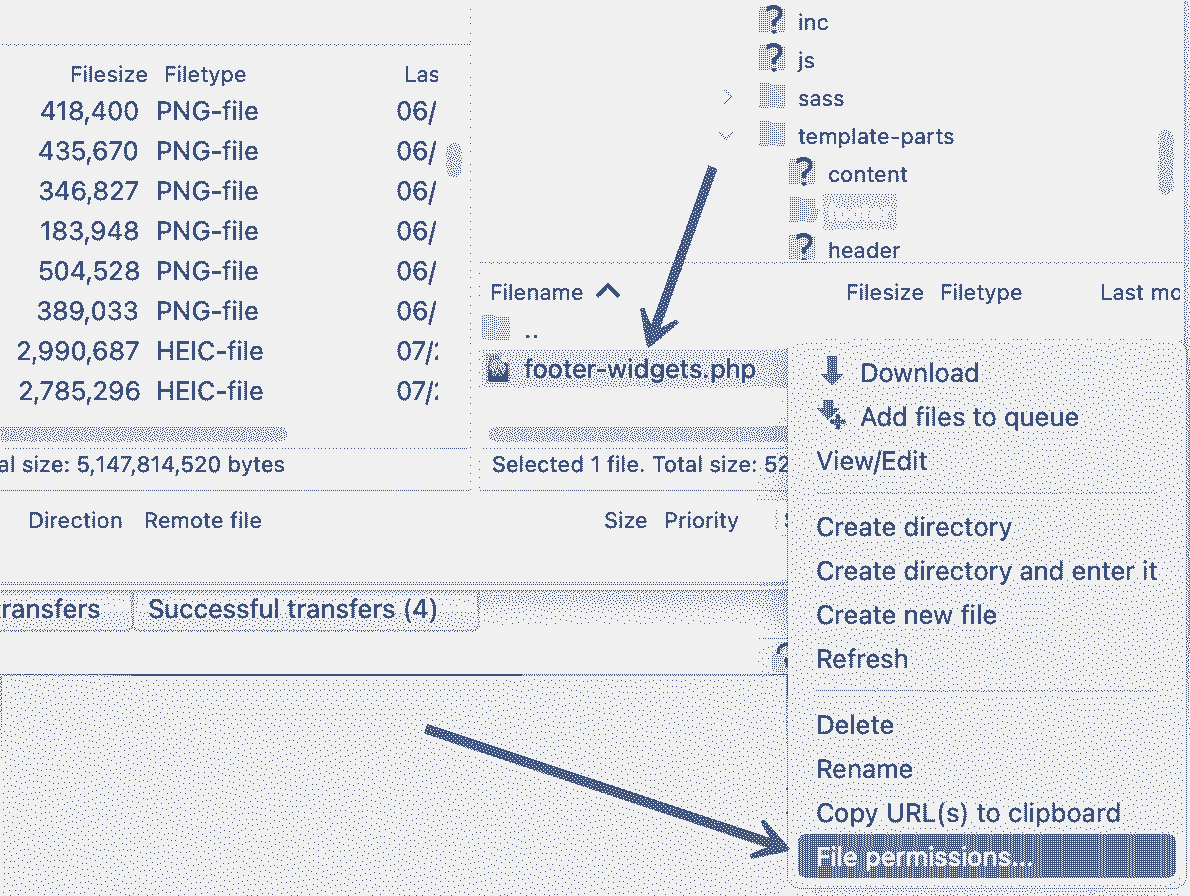 inc
js
sass
template-parts
content
footer
header
Filesize Filetype Las
418,400 PNG-file 06/
435,670 PNG-file 06/
346,827 PNG-file 06/
183,948 PNG-file 06/
504,528 PNG-file 06/
389,033 PNG-file 06/
2,990,687 HEIC-file 07/2
2,785,296 HEIC-file 07/2
al size: 5,147,814,520 bytes
Filename Filesize Filetype Last mo
..
footer-widgets.php
Selected 1 file. Total size: 52
Direction Remote file Size Priority
transfers Successful transfers (4)
Download
Add files to queue
View/Edit
Create directory
Create directory and enter it
Create new file
Refresh
Delete
Rename
Copy URL(s) to clipboard
File permissions...